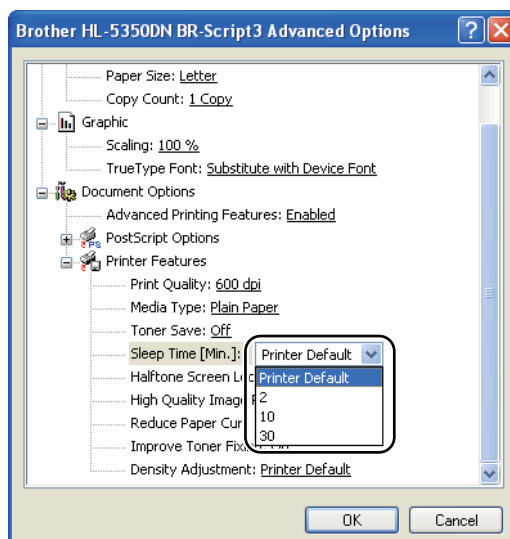 Brother HL-5350DN BR-Script3 Advanced Options
Paper Size: Letter
Copy Count: 1 Copy
Graphic
Scaling: 100 %
TrueType Font: Substitute with Device Font
Document Options
Advanced Printing Features: Enabled
PostScript Options
Printer Features
Print Quality: 600 dpi
Media Type: Plain Paper
Toner Save: Off
Sleep Time [Min.]: Printer Default
Halftone Screen Printer Default
High Quality 2
Reduce Paper 10
Improve Toner 30
Density Adjustment: Printer Default
OK Cancel